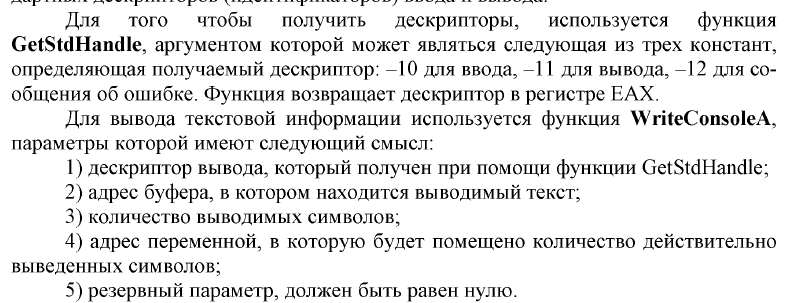 дартных дескрипторов (идентификаторов) ввода и вывода.
Для того чтобы получить дескрипторы, используется функция
GetStdHandle, аргументом которой может являться следующая из трех констант,
определяющая получаемый дескриптор: –10 для ввода, –11 для вывода, –12 для со-
общения об ошибке. Функция возвращает дескриптор в регистре EAX.
Для вывода текстовой информации используется функция WriteConsoleA,
параметры которой имеют следующий смысл:
1) дескриптор вывода, который получен при помощи функции GetStdHandle;
2) адрес буфера, в котором находится выводимый текст;
3) количество выводимых символов;
4) адрес переменной, в которую будет помещено количество действительно
выведенных символов;
5) резервный параметр, должен быть равен нулю.